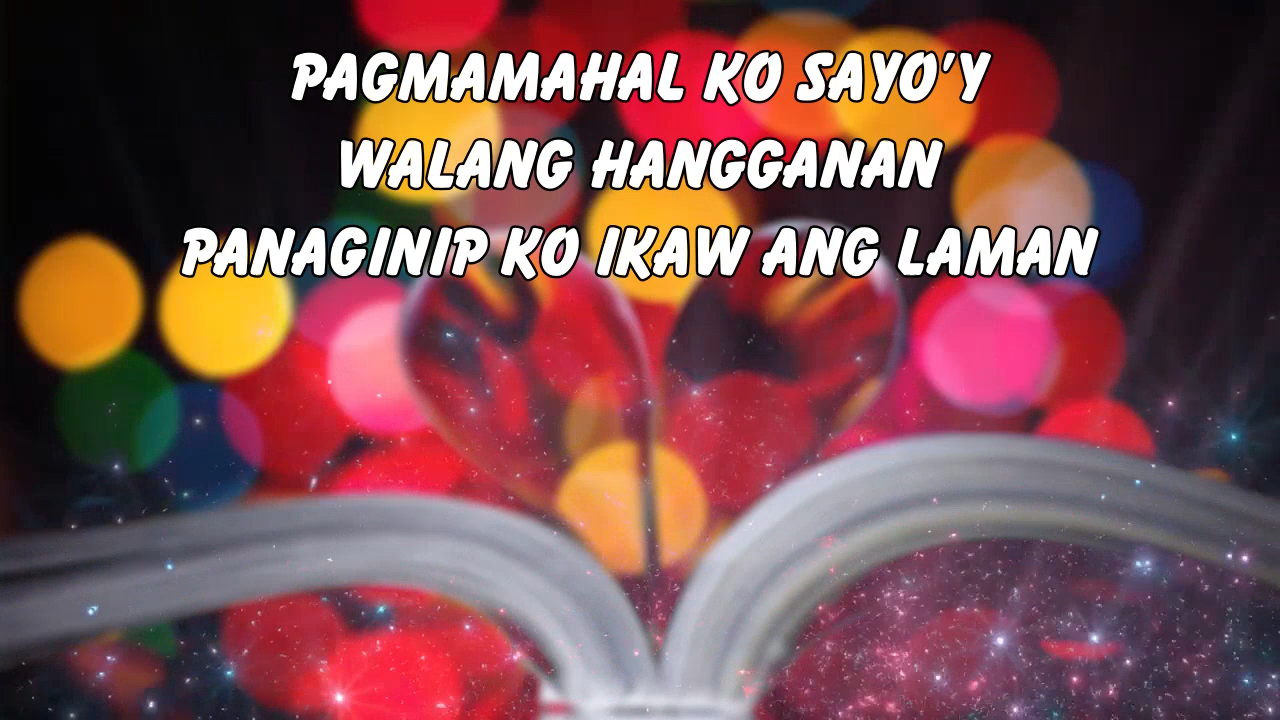 PAGMAMAHAL KO SAYO'Y
WALANG HANGGANAN
PANAGINIP KO IKAW ANG LAMAN